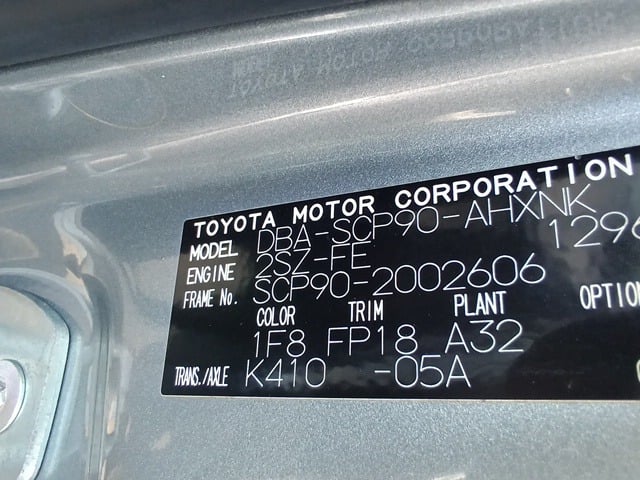 TOYOTA MOTOR CORPORATION
MODEL DBA-SCP90-AHXNK
ENGINE 2SZ-FE 1296
FRAME No. SCP90-2002606
COLOR TRIM PLANT OPTION
1F8 FP18 A32
TRANS./AXLE K410 -05A